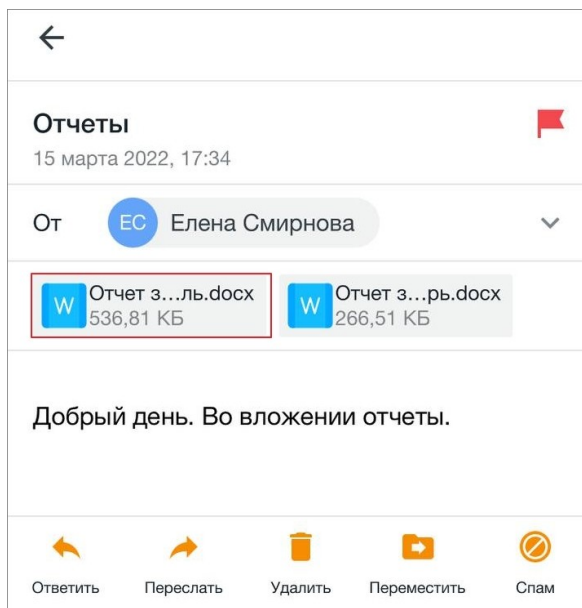 Отчеты
15 марта 2022, 17:34
От ЕС Елена Смирнова
W Отчет з...ль.docx W Отчет з...рь.docx
536,81 КБ 266,51 КБ
Добрый день. Во вложении отчеты.
Ответить Переслать Удалить Переместить Спам